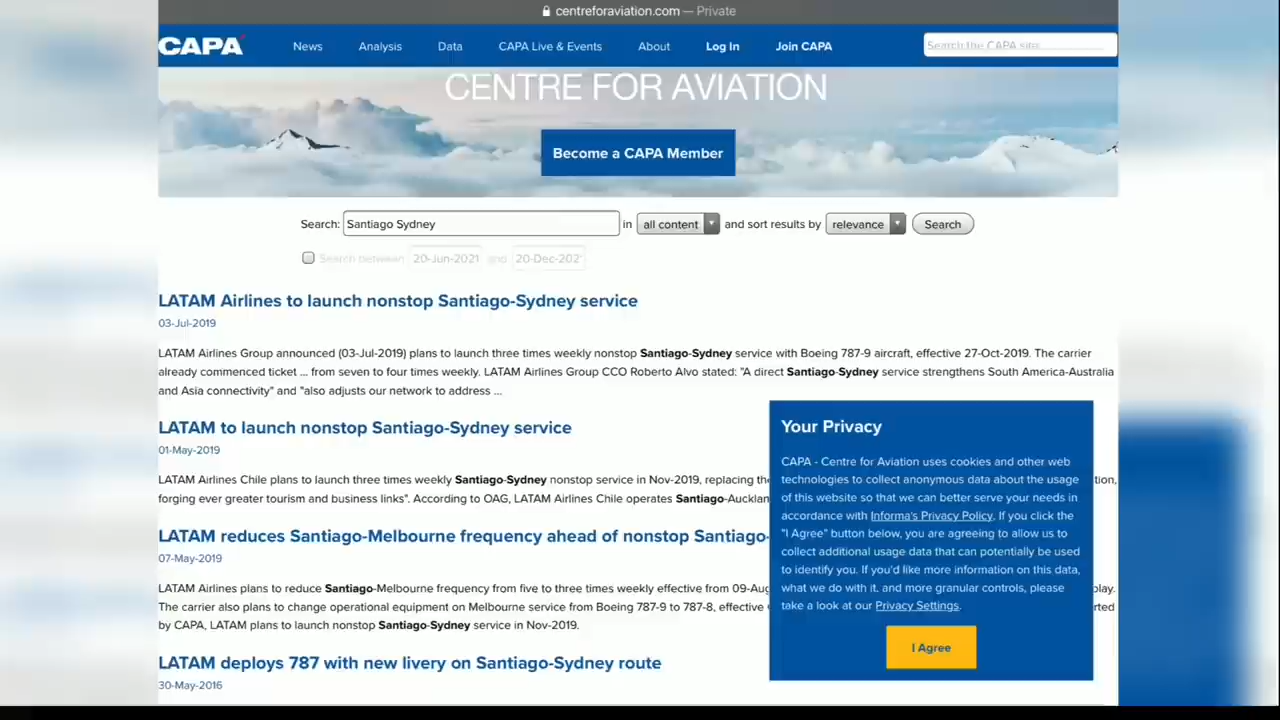 centreforaviation.com — Private
CAPA
News
Analysis
Data
CAPA Live & Events
About
Log In
Join CAPA
Search the CAPA site
CENTRE FOR AVIATION
Become a CAPA Member
Search: Santiago Sydney in all content and sort results by relevance Search
Search between 20-Jun-2021 and 20-Dec-202
LATAM Airlines to launch nonstop Santiago-Sydney service
03-Jul-2019
LATAM Airlines Group announced (03-Jul-2019) plans to launch three times weekly nonstop Santiago-Sydney service with Boeing 787-9 aircraft, effective 27-Oct-2019. The carrier
already commenced ticket ... from seven to four times weekly. LATAM Airlines Group CCO Roberto Alvo stated: "A direct Santiago-Sydney service strengthens South America-Australia
and Asia connectivity" and "also adjusts our network to address ...
LATAM to launch nonstop Santiago-Sydney service
01-May-2019
LATAM Airlines Chile plans to launch three times weekly Santiago-Sydney nonstop service in Nov-2019, replacing the
forging ever greater tourism and business links". According to OAG, LATAM Airlines Chile operates Santiago-Aucklan
LATAM reduces Santiago-Melbourne frequency ahead of nonstop Santiago-
07-May-2019
LATAM Airlines plans to reduce Santiago-Melbourne frequency from five to three times weekly effective from 09-Aug
The carrier also plans to change operational equipment on Melbourne service from Boeing 787-9 to 787-8, effective
by CAPA, LATAM plans to launch nonstop Santiago-Sydney service in Nov-2019.
LATAM deploys 787 with new livery on Santiago-Sydney route
30-May-2016
Your Privacy
CAPA - Centre for Aviation uses cookies and other web
technologies to collect anonymous data about the usage
of this website so that we can better serve your needs in
accordance with Informa's Privacy Policy. If you click the
"I Agree" button below, you are agreeing to allow us to
collect additional usage data that can potentially be used
to identify you. If you'd like more information on this data,
what we do with it, and more granular controls, please
take a look at our Privacy Settings.
I Agree